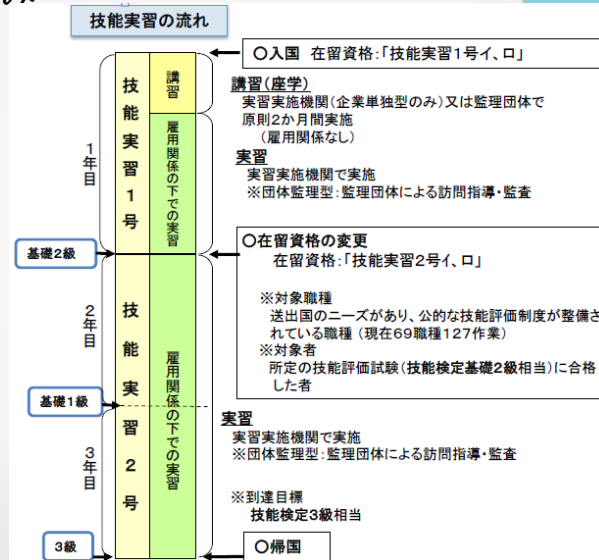 技能実習の流れ
○入国 在留資格:「技能実習1号イ、ロ」
技能実習1号
講習
雇用関係の下での実習
1年目
講習(座学)
実習実施機関(企業単独型のみ)又は監理団体で
原則2か月間実施
(雇用関係なし)
実習
実習実施機関で実施
※団体監理型:監理団体による訪問指導・監査
基礎2級
○在留資格の変更
在留資格:「技能実習2号イ、ロ」
※対象職種
送出国のニーズがあり、公的な技能評価制度が整備さ
れている職種(現在69職種127作業)
※対象者
所定の技能評価試験(技能検定基礎2級相当)に合格
した者
2年目
技能実習2号
雇用関係の下での実習
基礎1級
3年目
実習
実習実施機関で実施
※団体監理型:監理団体による訪問指導・監査
※到達目標
技能検定3級相当
3級
○帰国